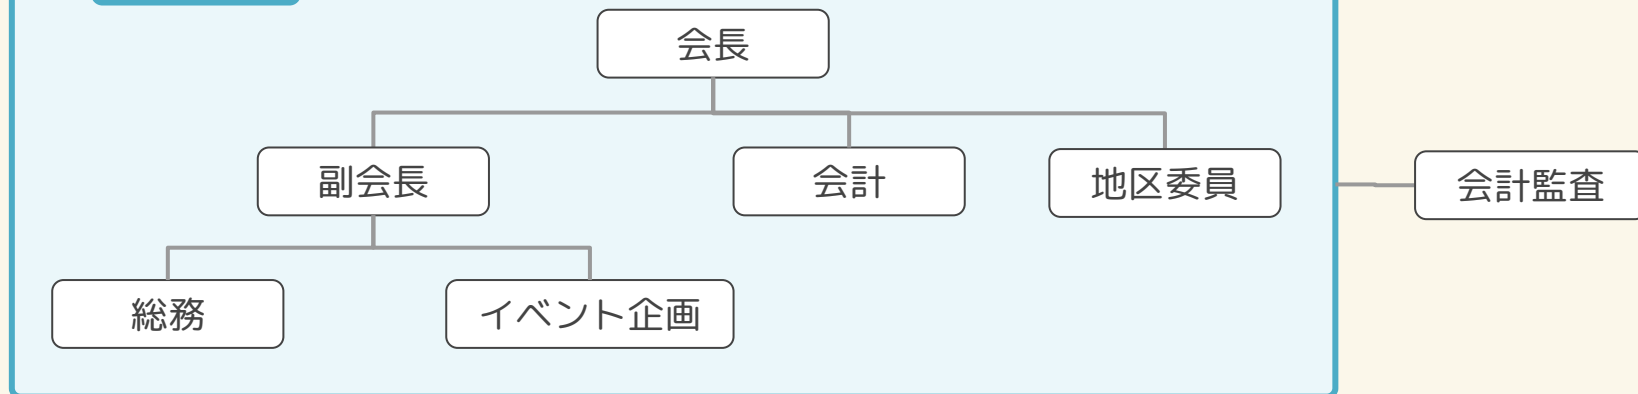 会長
副会長
会計
地区委員
会計監査
総務
イベント企画